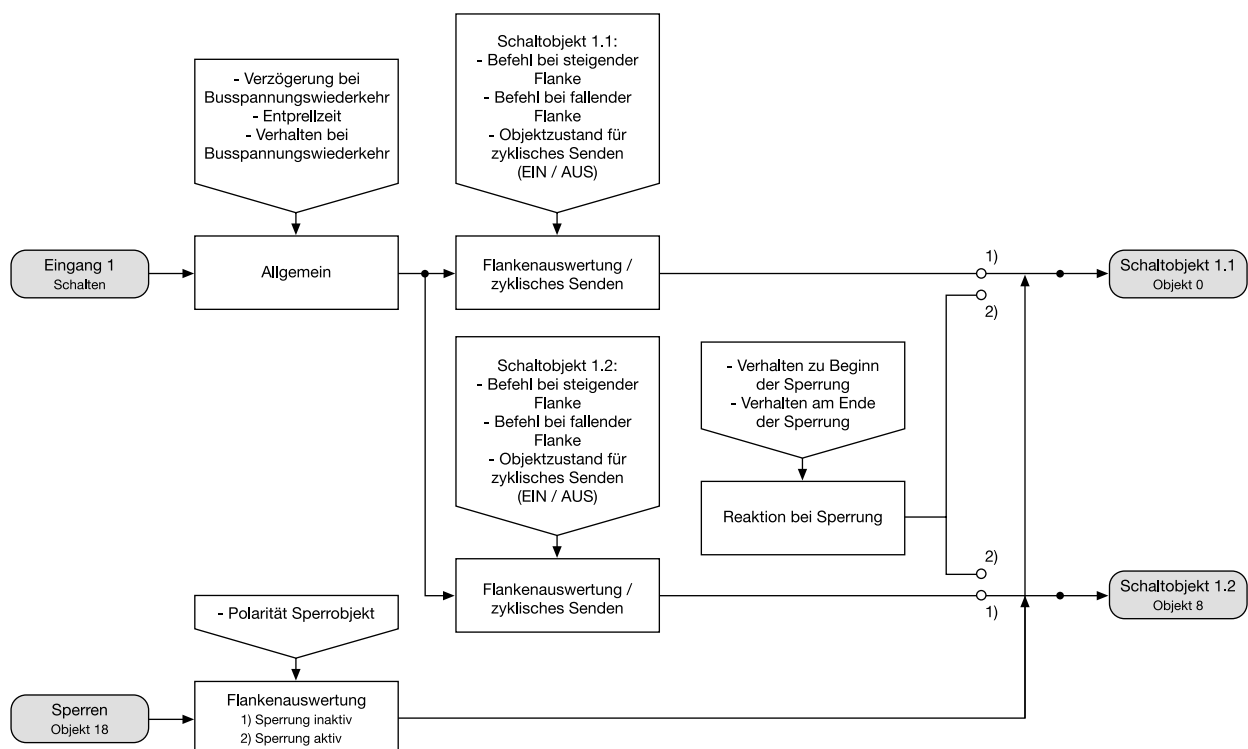 Schaltobjekt 1.1:
- Befehl bei steigender
Flanke
- Befehl bei fallender
Flanke
- Objektzustand für
zyklisches Senden
(EIN / AUS)
- Verzögerung bei
Busspannungswiederkehr
- Entprellzeit
- Verhalten bei
Busspannungswiederkehr
Eingang 1
Schalten
Allgemein
Flankenauswertung /
zyklisches Senden
1)
2)
Schaltobjekt 1.1
Objekt 0
Schaltobjekt 1.2:
- Befehl bei steigender
Flanke
- Befehl bei fallender
Flanke
- Objektzustand für
zyklisches Senden
(EIN / AUS)
- Verhalten zu Beginn
der Sperrung
- Verhalten am Ende
der Sperrung
Reaktion bei Sperrung
Flankenauswertung /
zyklisches Senden
2)
1)
Schaltobjekt 1.2
Objekt 8
- Polarität Sperrobjekt
Sperren
Objekt 18
Flankenauswertung
1) Sperrung inaktiv
2) Sperrung aktiv